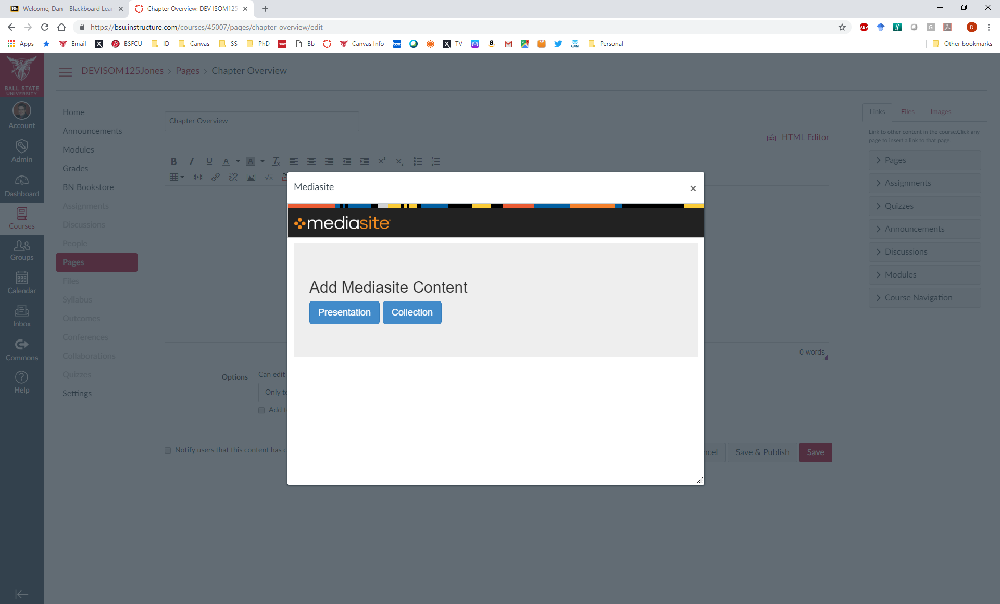 Bb Welcome, Dan – Blackboard Lear
Chapter Overview: DEV ISOM125
https://bsu.instructure.com/courses/45007/pages/chapter-overview/edit
ABP
G
D
Apps
Email
X
BSFCU
ID
Canvas
SS
PhD
now
Bb
Canvas Info
box
X TV
a
SXM
Personal
Other bookmarks
BALL STATE
UNIVERSITY
Account
Admin
Dashboard
Courses
Groups
Calendar
Inbox
Commons
Help
DEVISOM125Jones › Pages › Chapter Overview
Home
Announcements
Modules
Grades
BN Bookstore
Assignments
Discussions
People
Pages
Files
Syllabus
Outcomes
Conferences
Collaborations
Quizzes
Settings
Chapter Overview
HTML Editor
Mediasite
mediasite
Add Mediasite Content
Presentation
Collection
0 words
Options
Can edit
Only to
Add t
Notify users that this content has c
ncel
Save & Publish
Save
Links
Files
Images
Link to other content in the course.Click any
page to insert a link to that page.
Pages
Assignments
Quizzes
Announcements
Discussions
Modules
Course Navigation